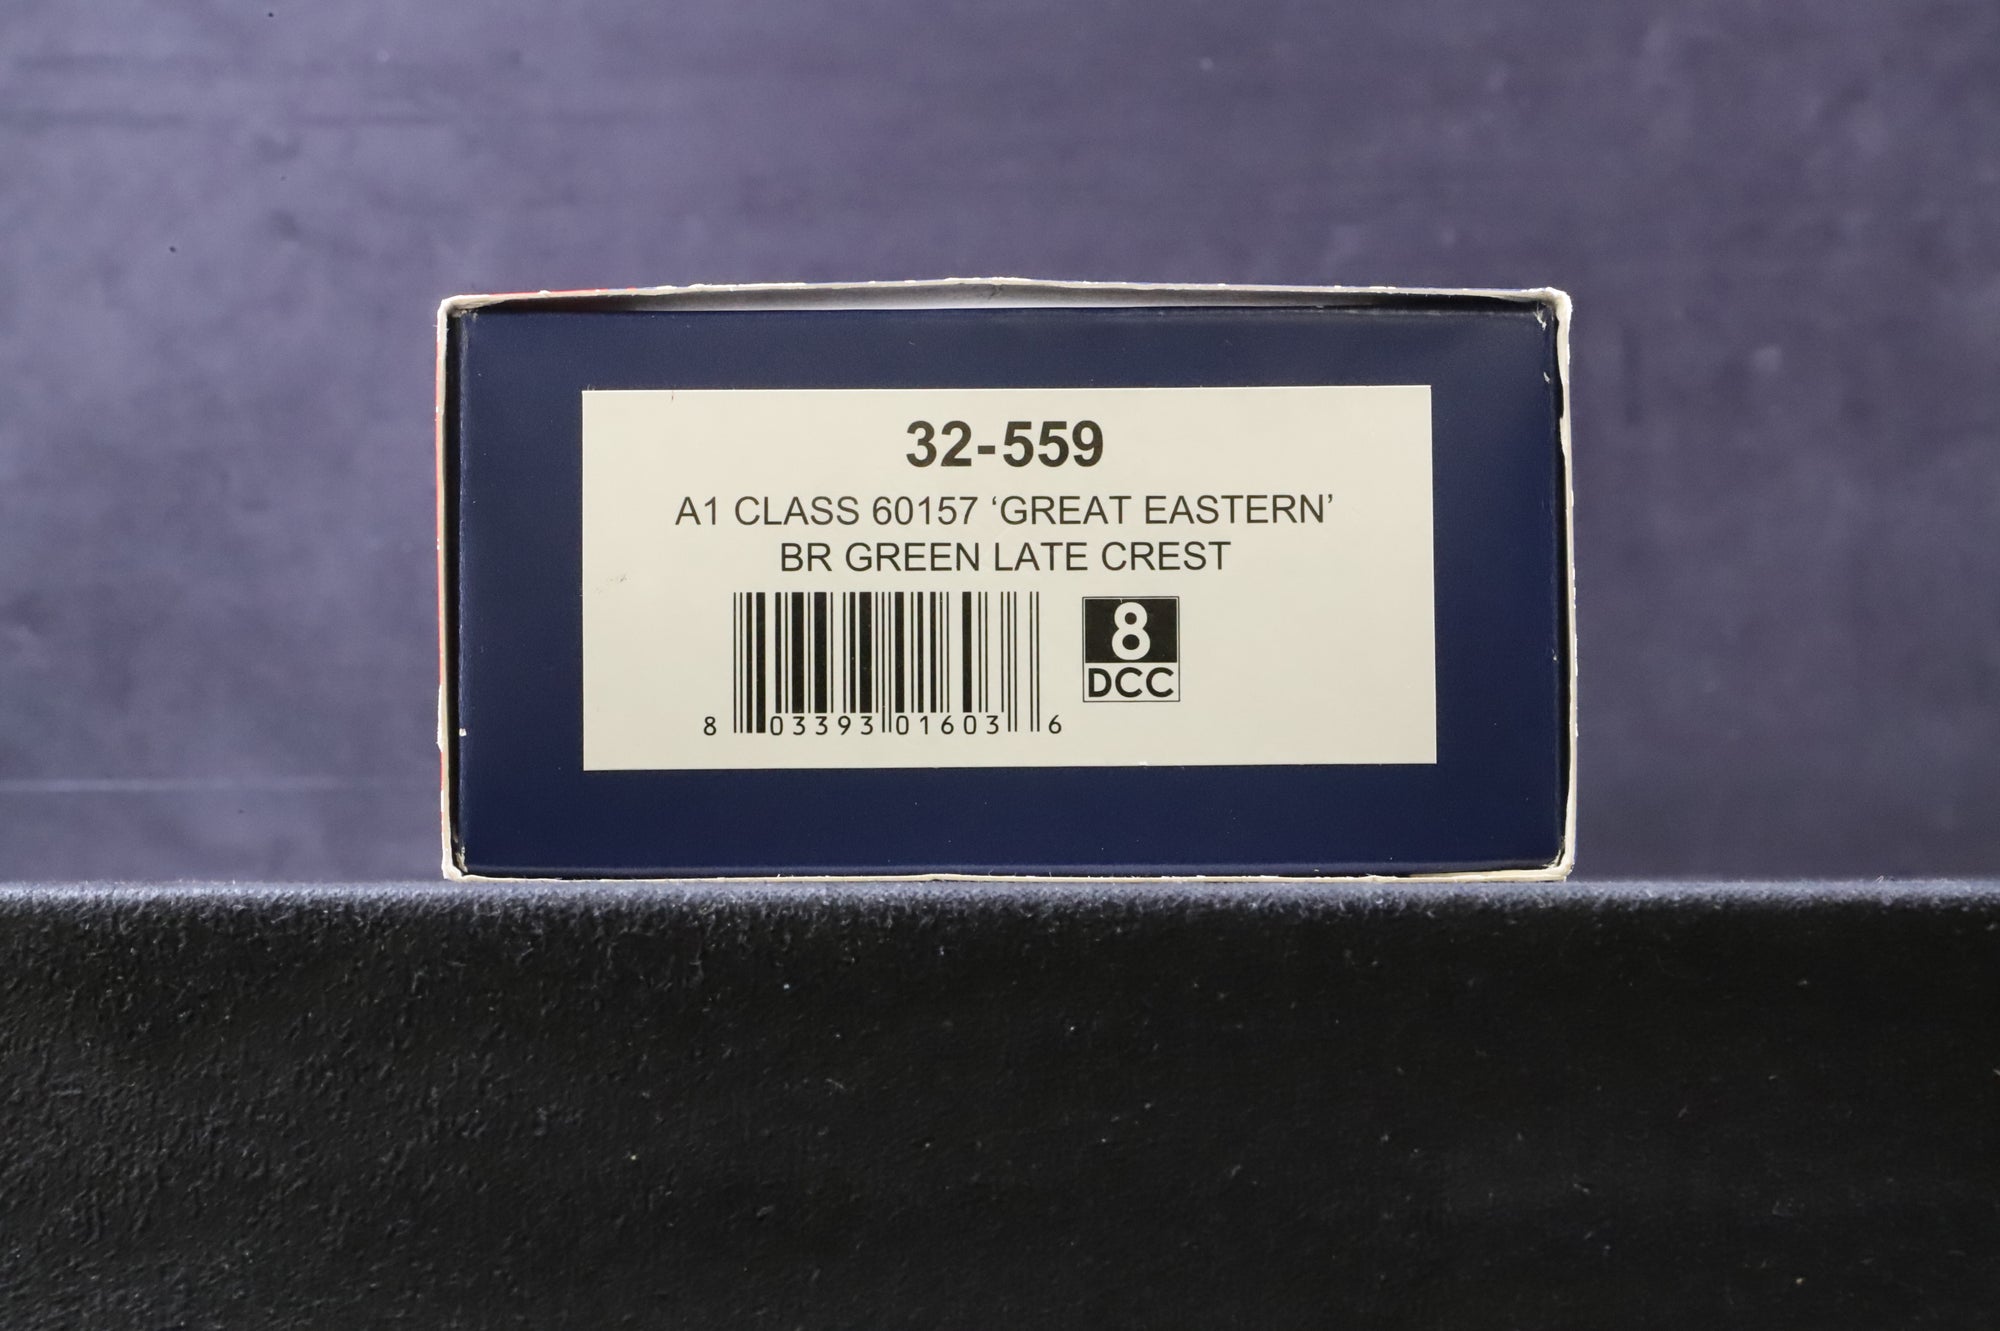 32-559
A1 CLASS 60157 ‘GREAT EASTERN’
BR GREEN LATE CREST
8
DCC
8 03393 01603 6